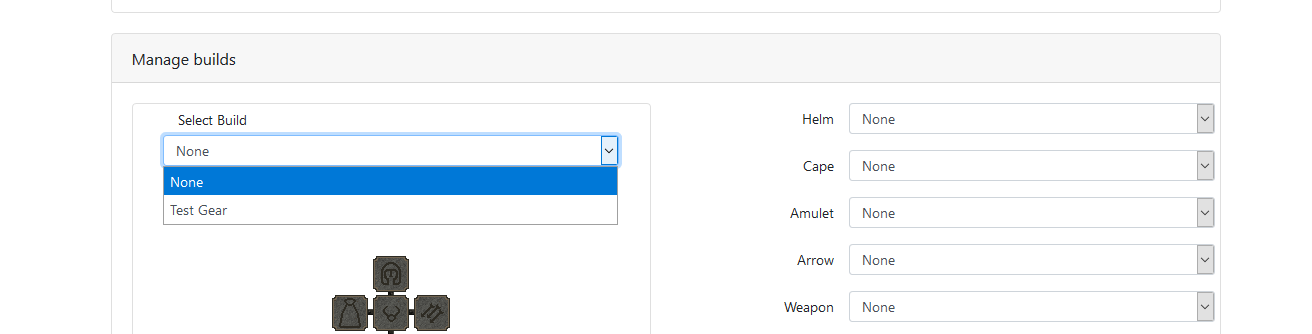 Manage builds
Select Build
None
None
Test Gear
Helm None
Cape None
Amulet None
Arrow None
Weapon None